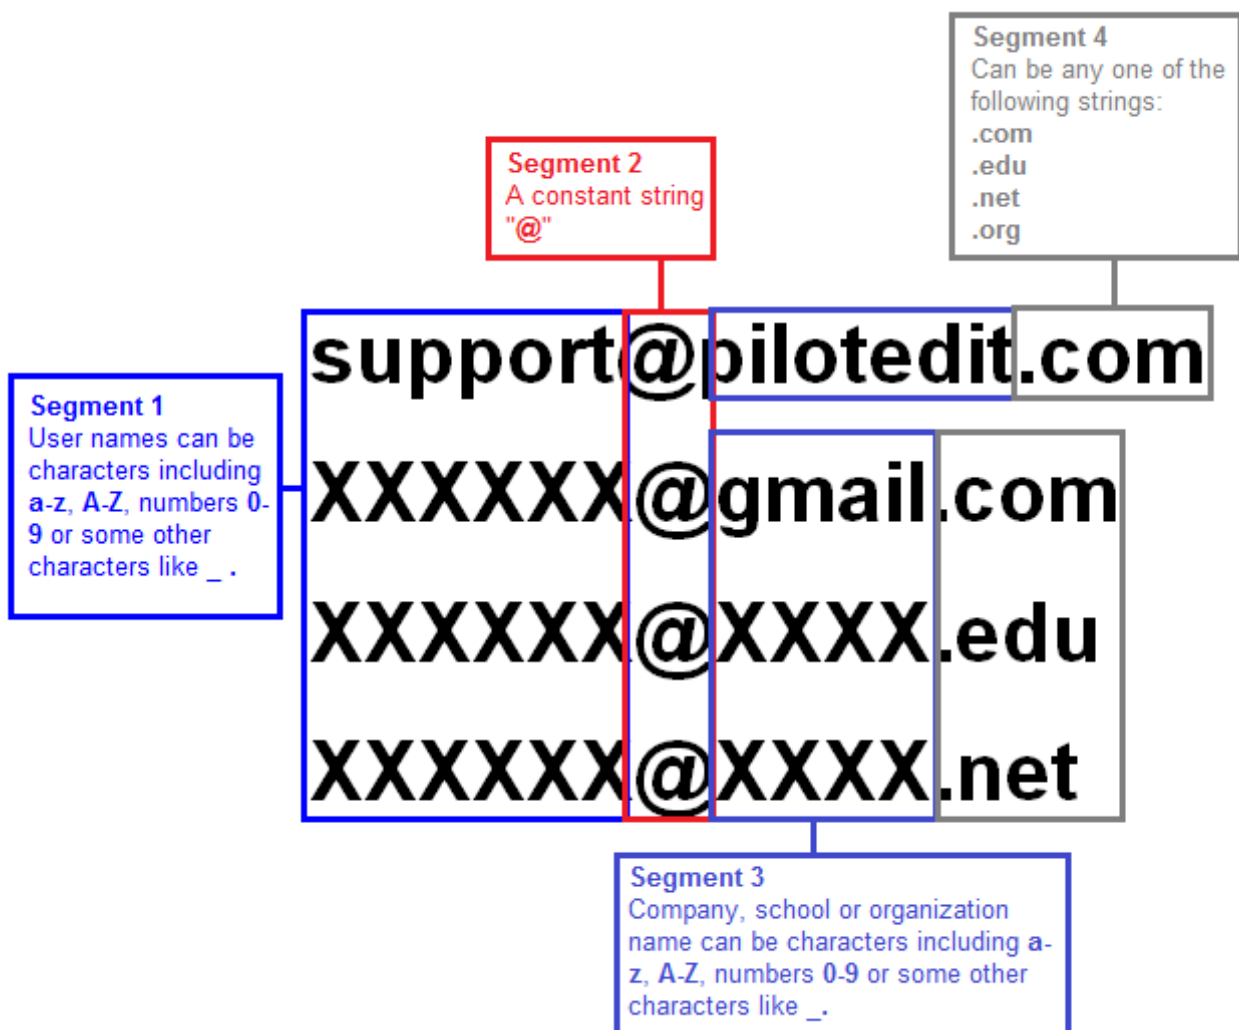 Segment 4
Can be any one of the
following strings:
.com
.edu
.net
.org
Segment 2
A constant string
"@"
support@pilotedit.com
Segment 1
User names can be
characters including
a-z, A-Z, numbers 0-
9 or some other
characters like _ .
XXXXXX@gmail.com
XXXXXX@XXXX.edu
XXXXXX@XXXX.net
Segment 3
Company, school or organization
name can be characters including a-
z, A-Z, numbers 0-9 or some other
characters like _.